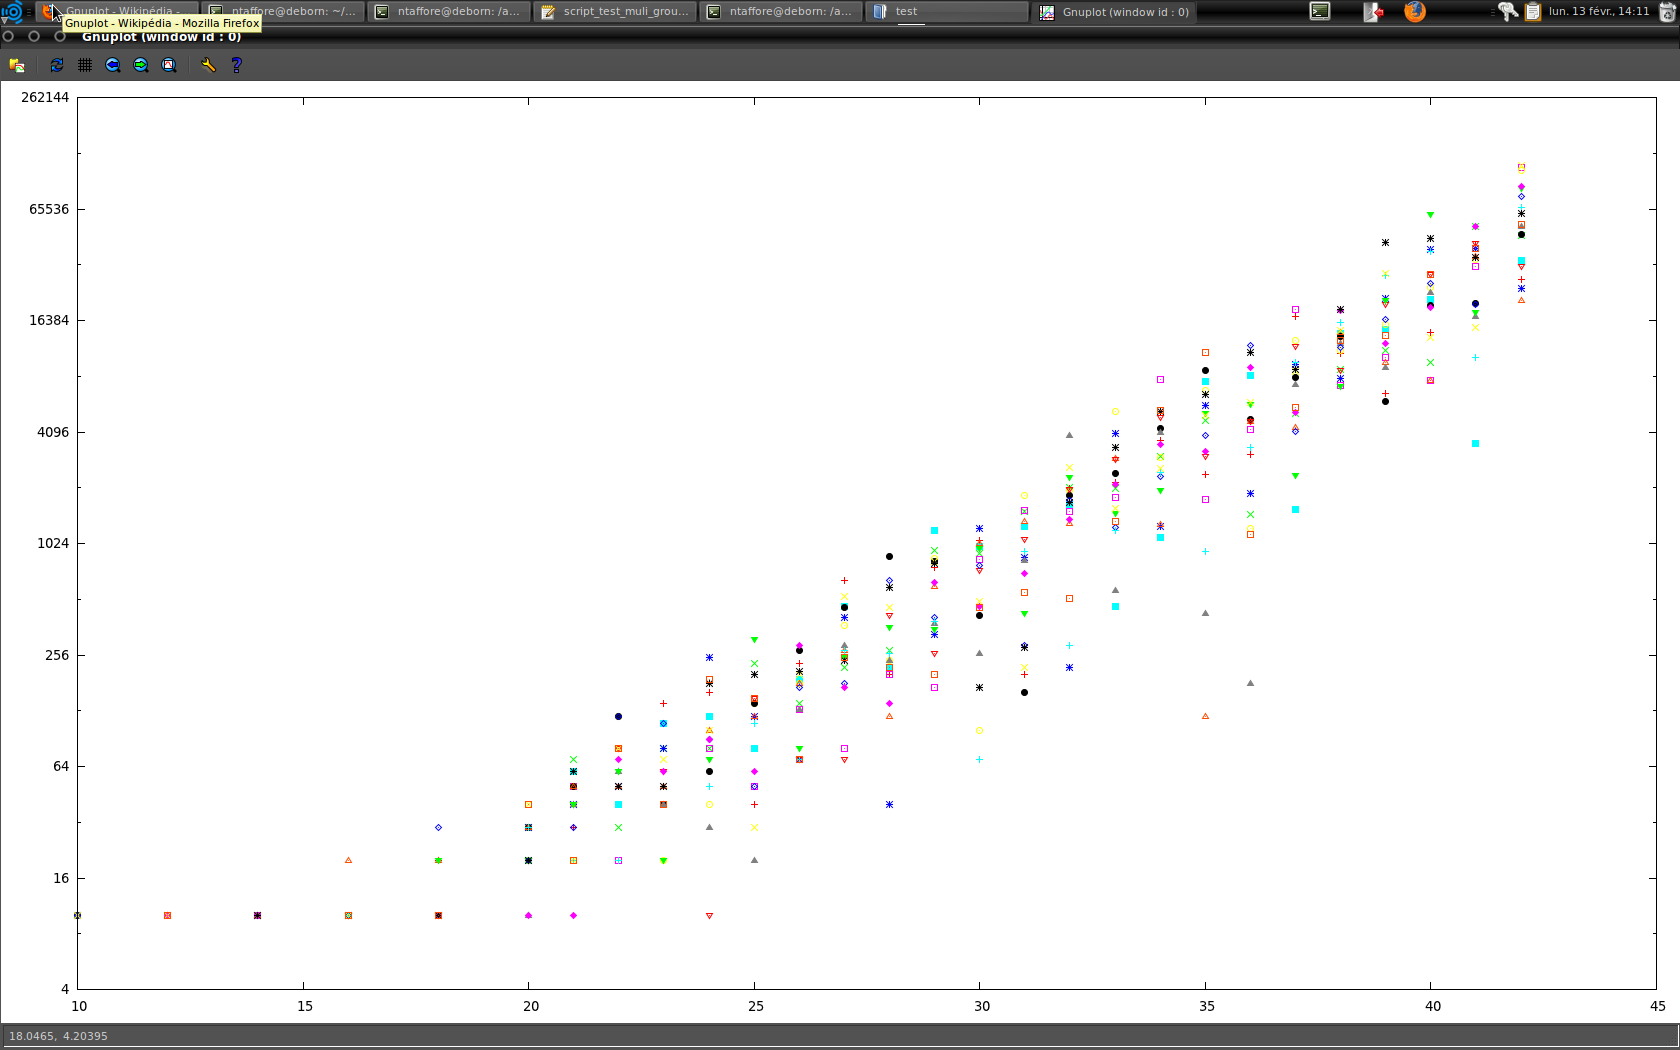 Gnuplot - Wikipédia - ntaffore@deborn: ~/... ntaffore@deborn: /a... script_test_muli_grou... ntaffore@deborn: /a... test Gnuplot (window id : 0) lun. 13 févr., 14:11
Gnuplot - Wikipédia - Mozilla Firefox
Gnuplot (window id : 0)
262144
65536
16384
4096
1024
256
64
16
4
10 15 20 25 30 35 40 45
18.0465, 4.20395